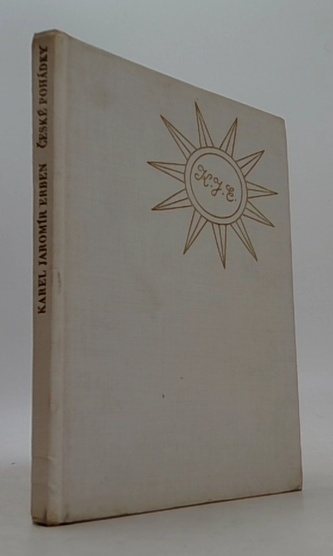 KAREL JAROMÍR ERBEN ČESKÉ POHÁDKY
K. J. E.